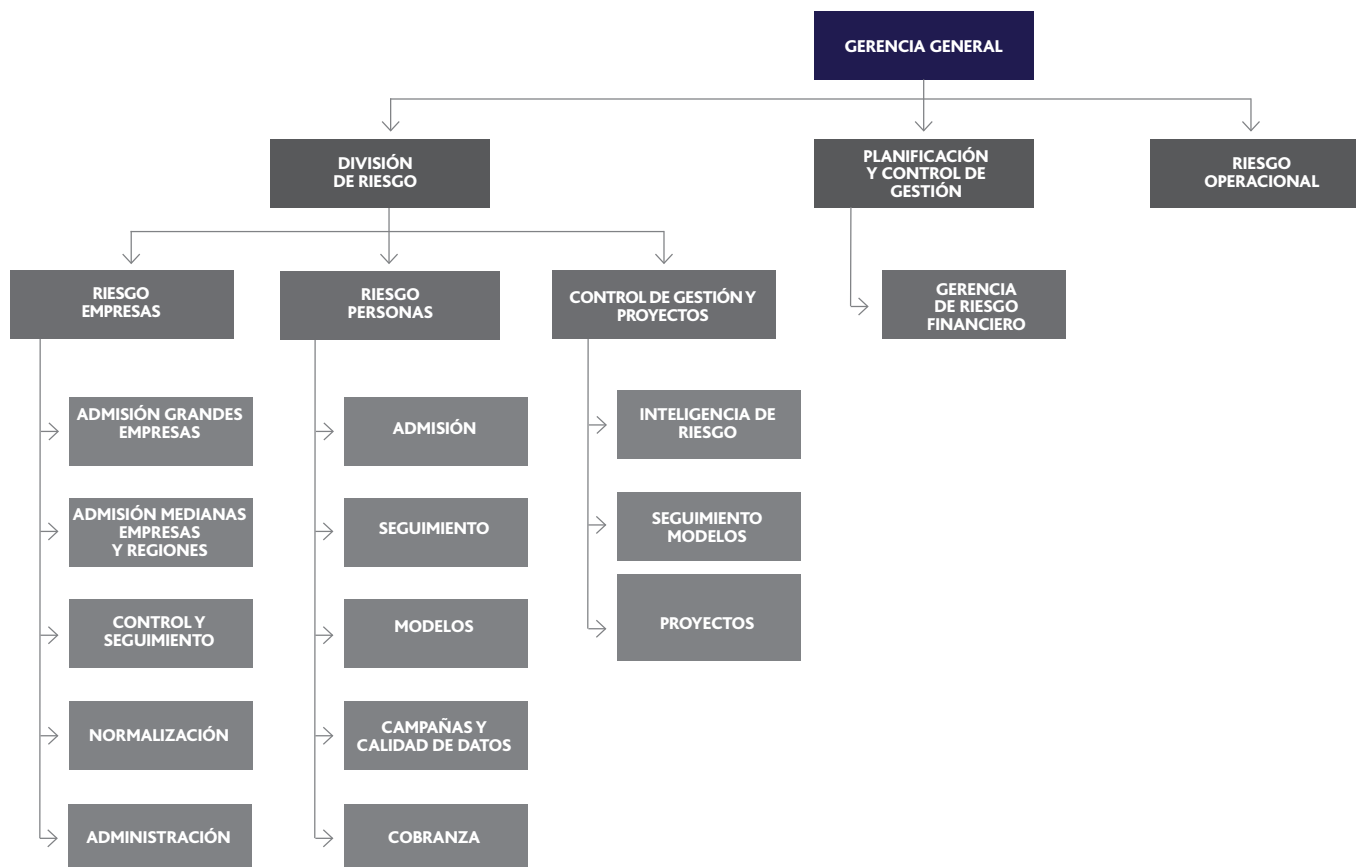 GERENCIA GENERAL
DIVISIÓN
DE RIESGO
PLANIFICACIÓN
Y CONTROL DE
GESTIÓN
RIESGO
OPERACIONAL
RIESGO
EMPRESAS
RIESGO
PERSONAS
CONTROL DE GESTIÓN Y
PROYECTOS
GERENCIA
DE RIESGO
FINANCIERO
ADMISIÓN GRANDES
EMPRESAS
ADMISIÓN MEDIANAS
EMPRESAS
Y REGIONES
CONTROL Y
SEGUIMIENTO
NORMALIZACIÓN
ADMINISTRACIÓN
ADMISIÓN
SEGUIMIENTO
MODELOS
CAMPAÑAS Y
CALIDAD DE DATOS
COBRANZA
INTELIGENCIA DE
RIESGO
SEGUIMIENTO
MODELOS
PROYECTOS